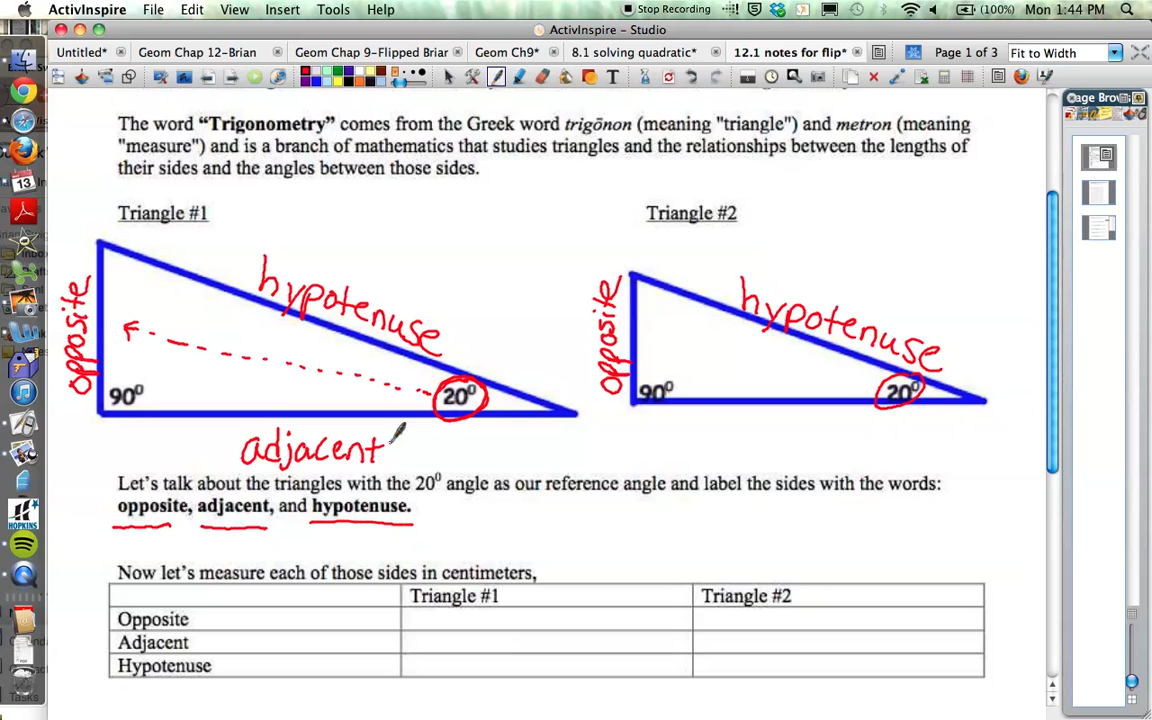 ActivInspire File Edit View Insert Tools Help Stop Recording (100%) Mon 1:44 PM
ActivInspire - Studio
Untitled* Geom Chap 12-Brian Geom Chap 9-Flipped Briar Geom Ch9* 8.1 solving quadratic* 12.1 notes for flip* Page 1 of 3 Fit to Width
The word “Trigonometry” comes from the Greek word trigōnon (meaning "triangle") and metron (meaning
"measure") and is a branch of mathematics that studies triangles and the relationships between the lengths of
their sides and the angles between those sides.
Triangle #1 Triangle #2
opposite hypotenuse 90⁰ 20⁰ adjacent
opposite hypotenuse 90⁰ 20⁰
Let’s talk about the triangles with the 20⁰ angle as our reference angle and label the sides with the words:
opposite, adjacent, and hypotenuse.
Now let’s measure each of those sides in centimeters,
Triangle #1 Triangle #2
Opposite
Adjacent
Hypotenuse
HOPKINS